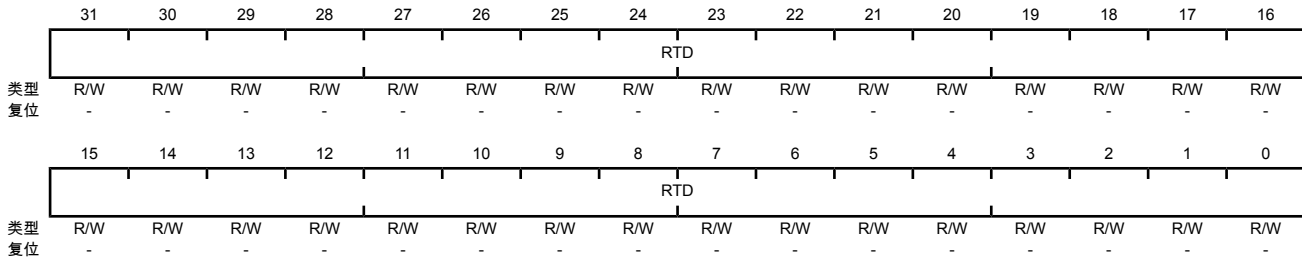 31 30 29 28 27 26 25 24 23 22 21 20 19 18 17 16
RTD
类型 R/W R/W R/W R/W R/W R/W R/W R/W R/W R/W R/W R/W R/W R/W R/W R/W
复位 - - - - - - - - - - - - - - - -
15 14 13 12 11 10 9 8 7 6 5 4 3 2 1 0
RTD
类型 R/W R/W R/W R/W R/W R/W R/W R/W R/W R/W R/W R/W R/W R/W R/W R/W
复位 - - - - - - - - - - - - - - - -